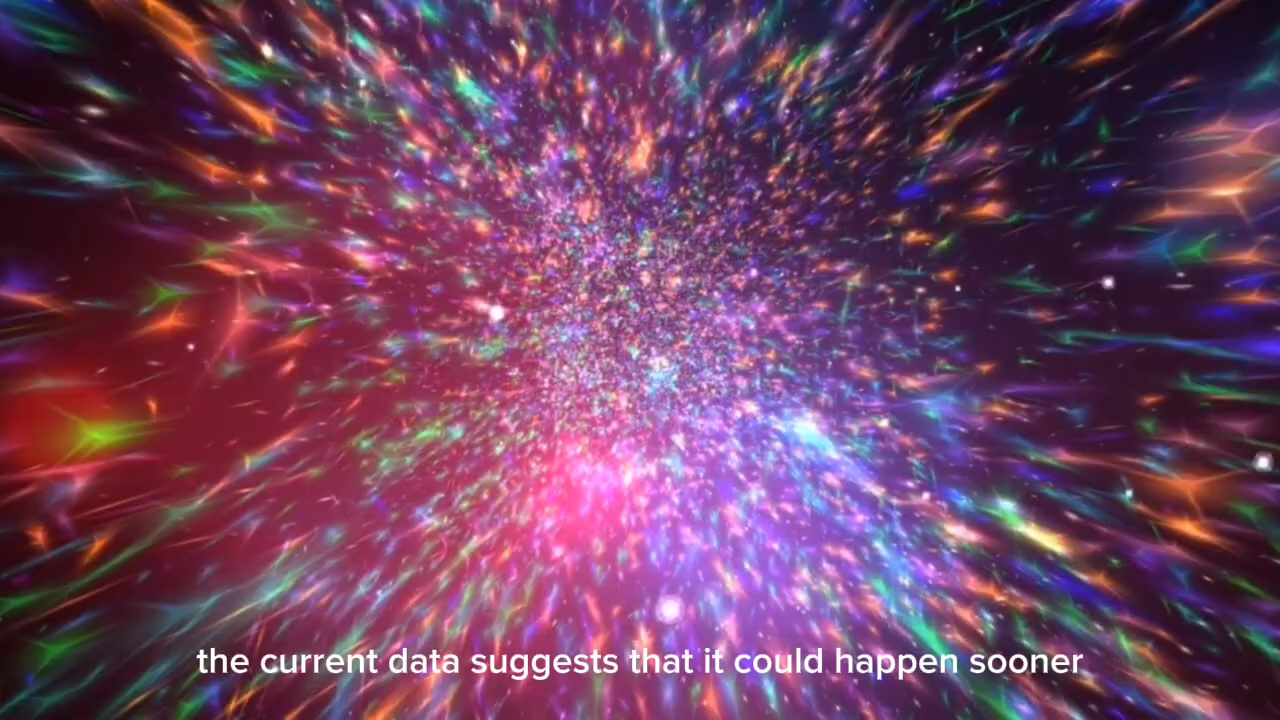 the current data suggests that it could happen sooner